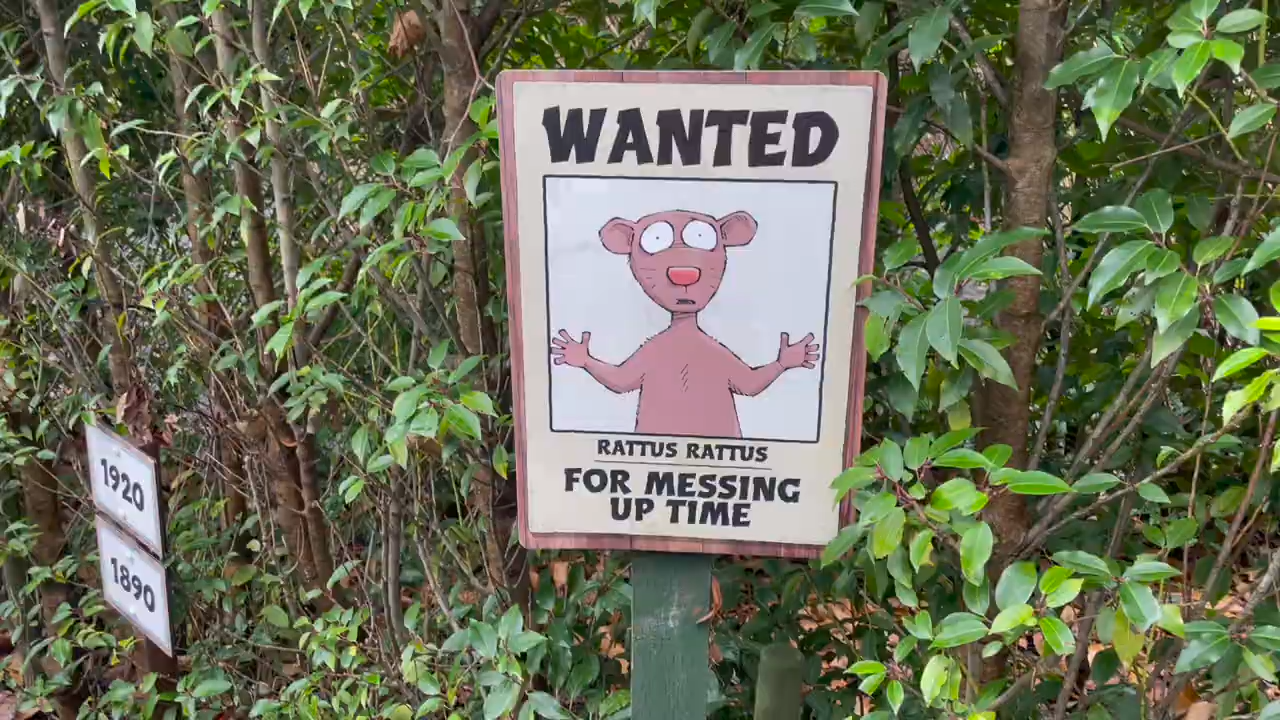 WANTED
RATTUS RATTUS
FOR MESSING
UP TIME
1920
1890